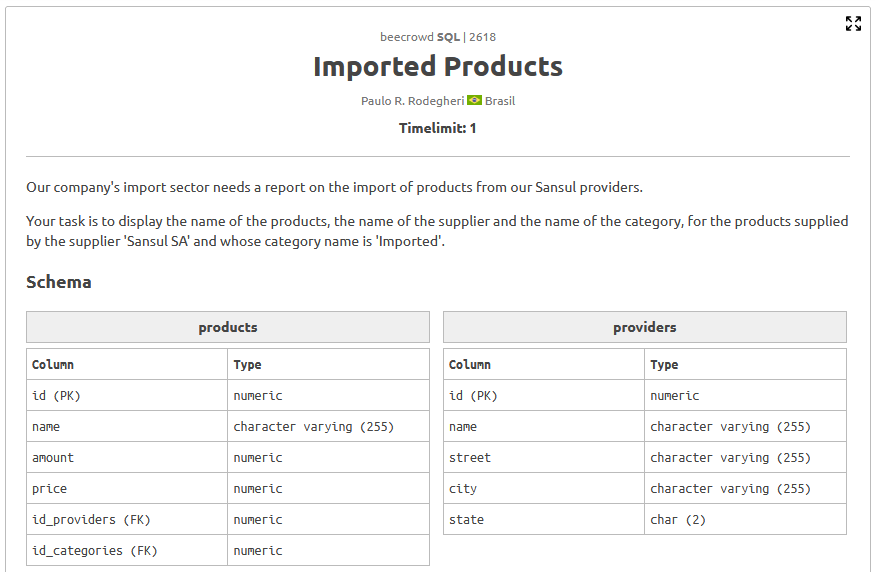 beecrowd SQL | 2618
Imported Products
Paulo R. Rodegheri Brasil
Timelimit: 1
Our company's import sector needs a report on the import of products from our Sansul providers.
Your task is to display the name of the products, the name of the supplier and the name of the category, for the products supplied
by the supplier 'Sansul SA' and whose category name is 'Imported'.
Schema
products
Column Type
id (PK) numeric
name character varying (255)
amount numeric
price numeric
id_providers (FK) numeric
id_categories (FK) numeric
providers
Column Type
id (PK) numeric
name character varying (255)
street character varying (255)
city character varying (255)
state char (2)